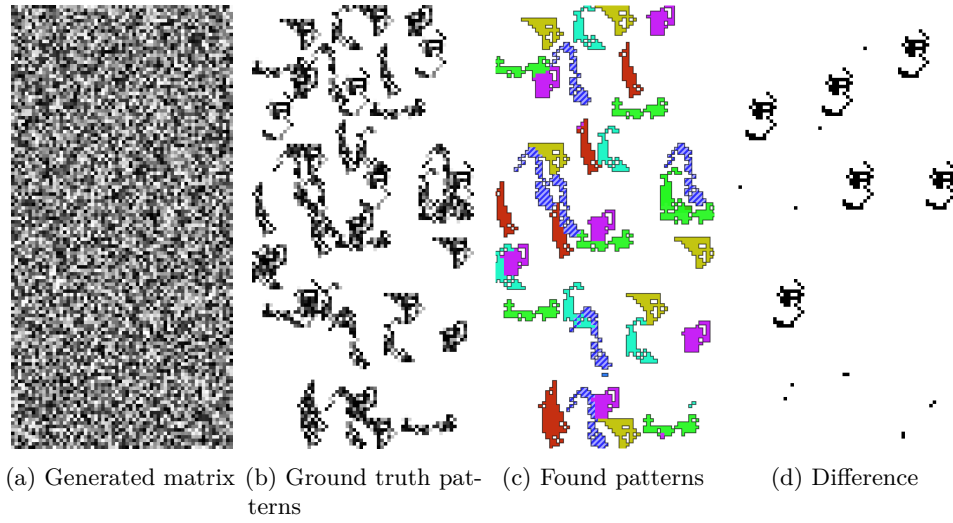 (a) Generated matrix (b) Ground truth pat- (c) Found patterns (d) Difference
terns